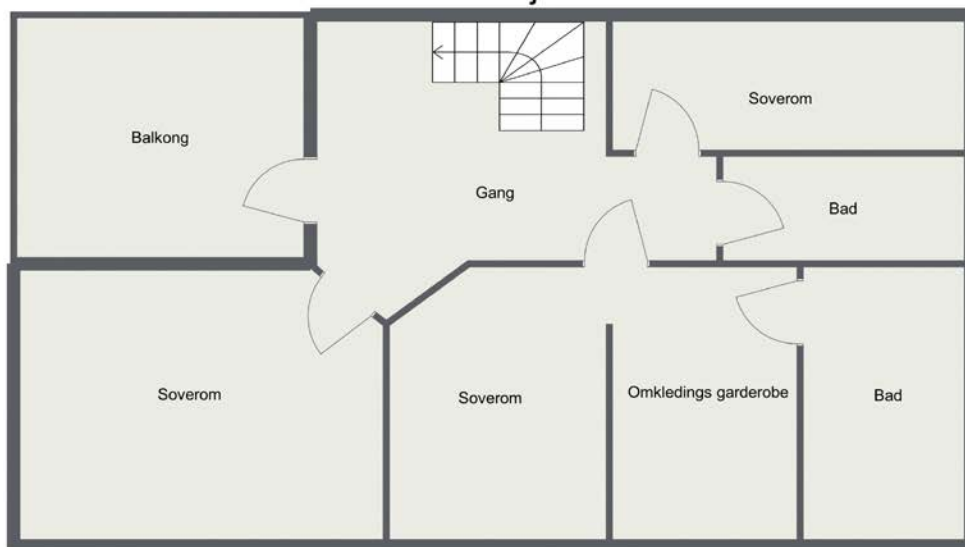 Soverom
Balkong
Gang
Bad
Soverom
Soverom
Omkledings garderobe
Bad